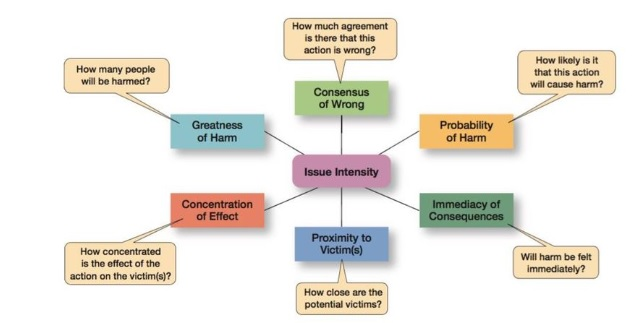 How much agreement
is there that this
action is wrong?
How many people
will be harmed?
How likely is it
that this action
will cause harm?
Consensus
of Wrong
Greatness
of Harm
Probability
of Harm
Issue Intensity
Concentration
of Effect
Immediacy of
Consequences
Proximity to
Victim(s)
How concentrated
is the effect of the
action on the victim(s)?
Will harm be felt
immediately?
How close are the
potential victims?